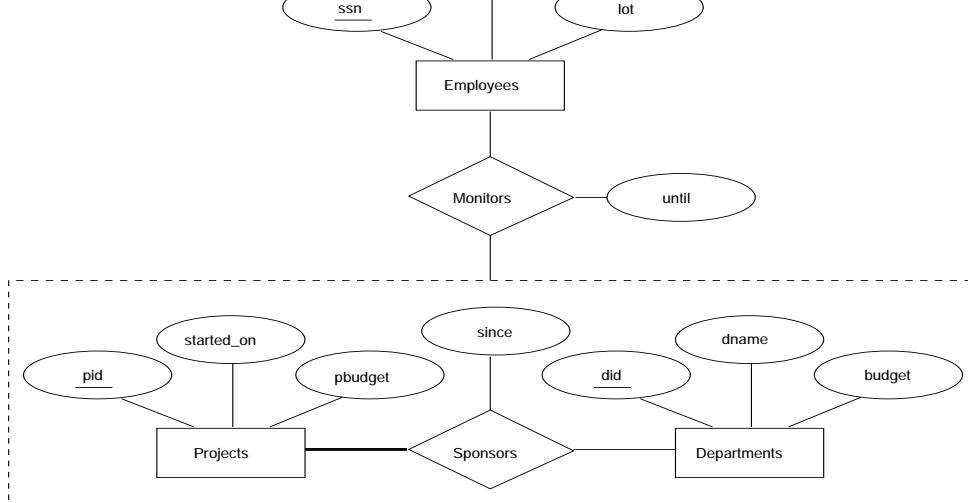 ssn
lot
Employees
Monitors
until
since
started_on
dname
pid
pbudget
did
budget
Projects
Sponsors
Departments